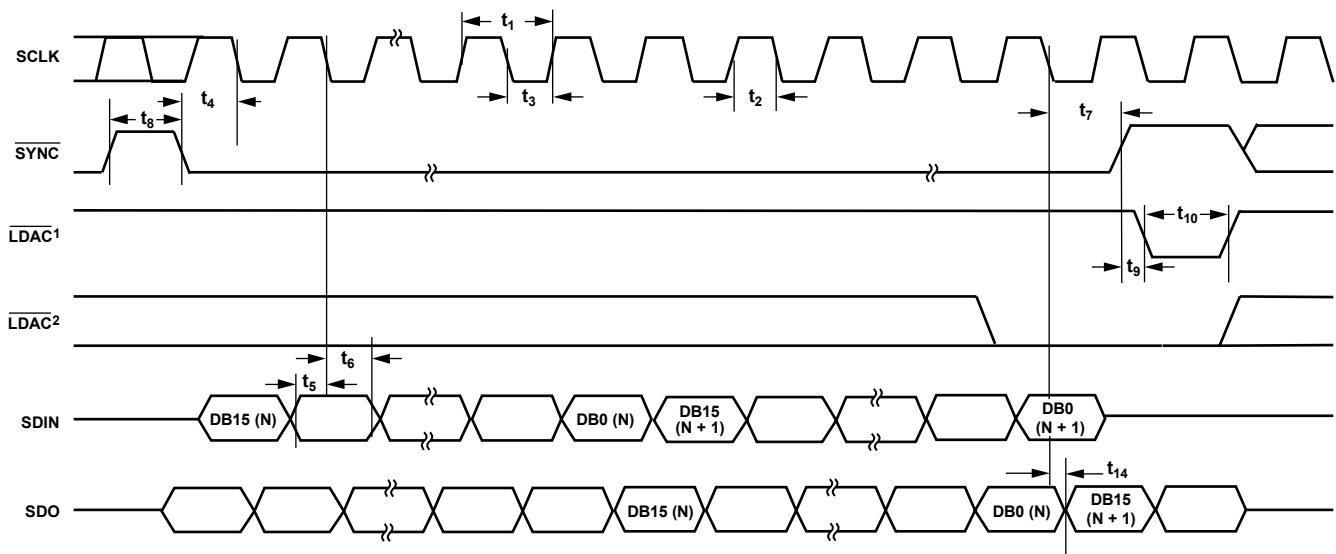 t1
SCLK
t4
t3
t2
t8
t7
SYNC
LDAC1
t10
t9
LDAC2
t6
t5
SDIN
DB15 (N)
DB0 (N)
DB15
(N + 1)
DB0
(N + 1)
t14
SDO
DB15 (N)
DB0 (N)
DB15
(N + 1)